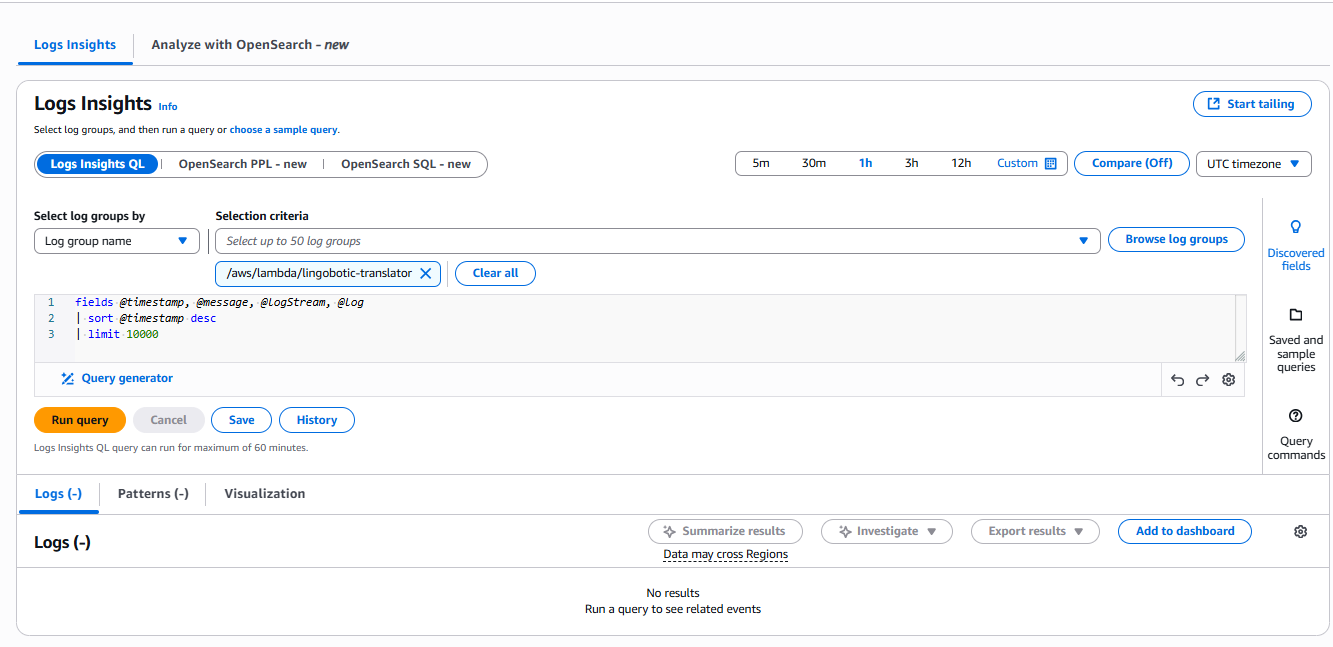 Logs Insights
Analyze with OpenSearch - new
Logs Insights Info
Start tailing
Select log groups, and then run a query or choose a sample query.
Logs Insights QL
OpenSearch PPL - new
OpenSearch SQL - new
5m 30m 1h 3h 12h Custom
Compare (Off)
UTC timezone
Select log groups by
Selection criteria
Log group name
Select up to 50 log groups
Browse log groups
/aws/lambda/lingobotic-translator
Clear all
1 fields @timestamp, @message, @logStream, @log
2 | sort @timestamp desc
3 | limit 10000
Query generator
Discovered
fields
Saved and
sample
queries
Query
commands
Run query
Cancel
Save
History
Logs Insights QL query can run for maximum of 60 minutes.
Logs (-)
Patterns (-)
Visualization
Logs (-)
Summarize results
Investigate
Export results
Add to dashboard
Data may cross Regions
No results
Run a query to see related events